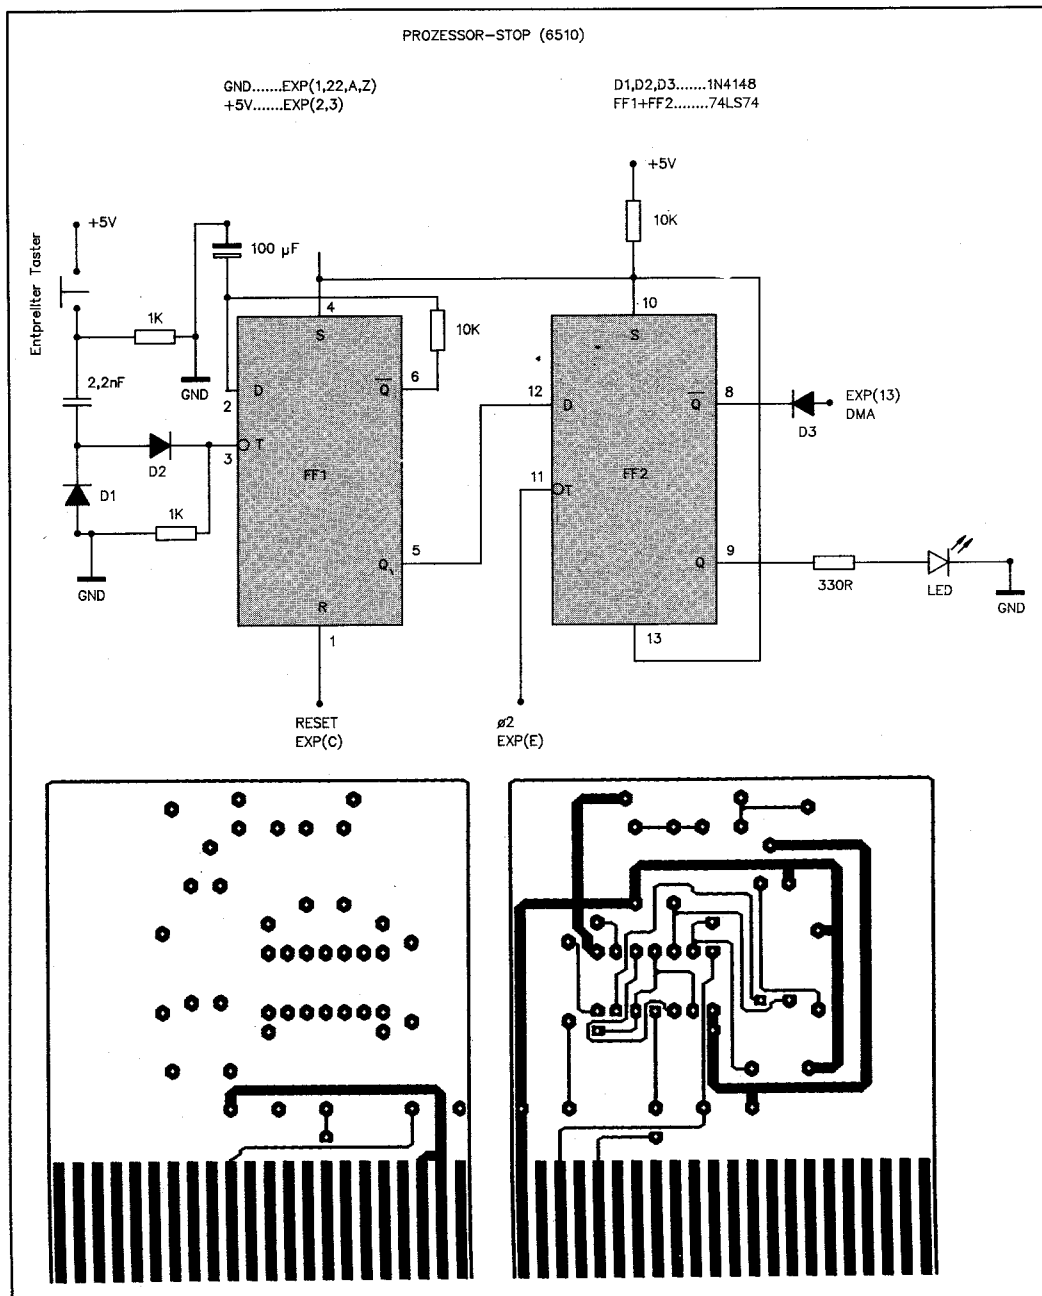 PROZESSOR-STOP (6510)
GND.......EXP(1,22,A,Z)
+5V.......EXP(2,3)
D1,D2,D3.......1N4148
FF1+FF2........74LS74
+5V
10K
+5V
100 µF
Entprellter Taster
1K
GND
2,2nF
D2
D1
1K
GND
4
S
10K
6
Q
2
D
3
T
FF1
5
Q
R
1
RESET
EXP(C)
10
S
12
D
8
Q
EXP(13)
DMA
D3
11
T
FF2
9
Q
330R
LED
GND
13
ø2
EXP(E)